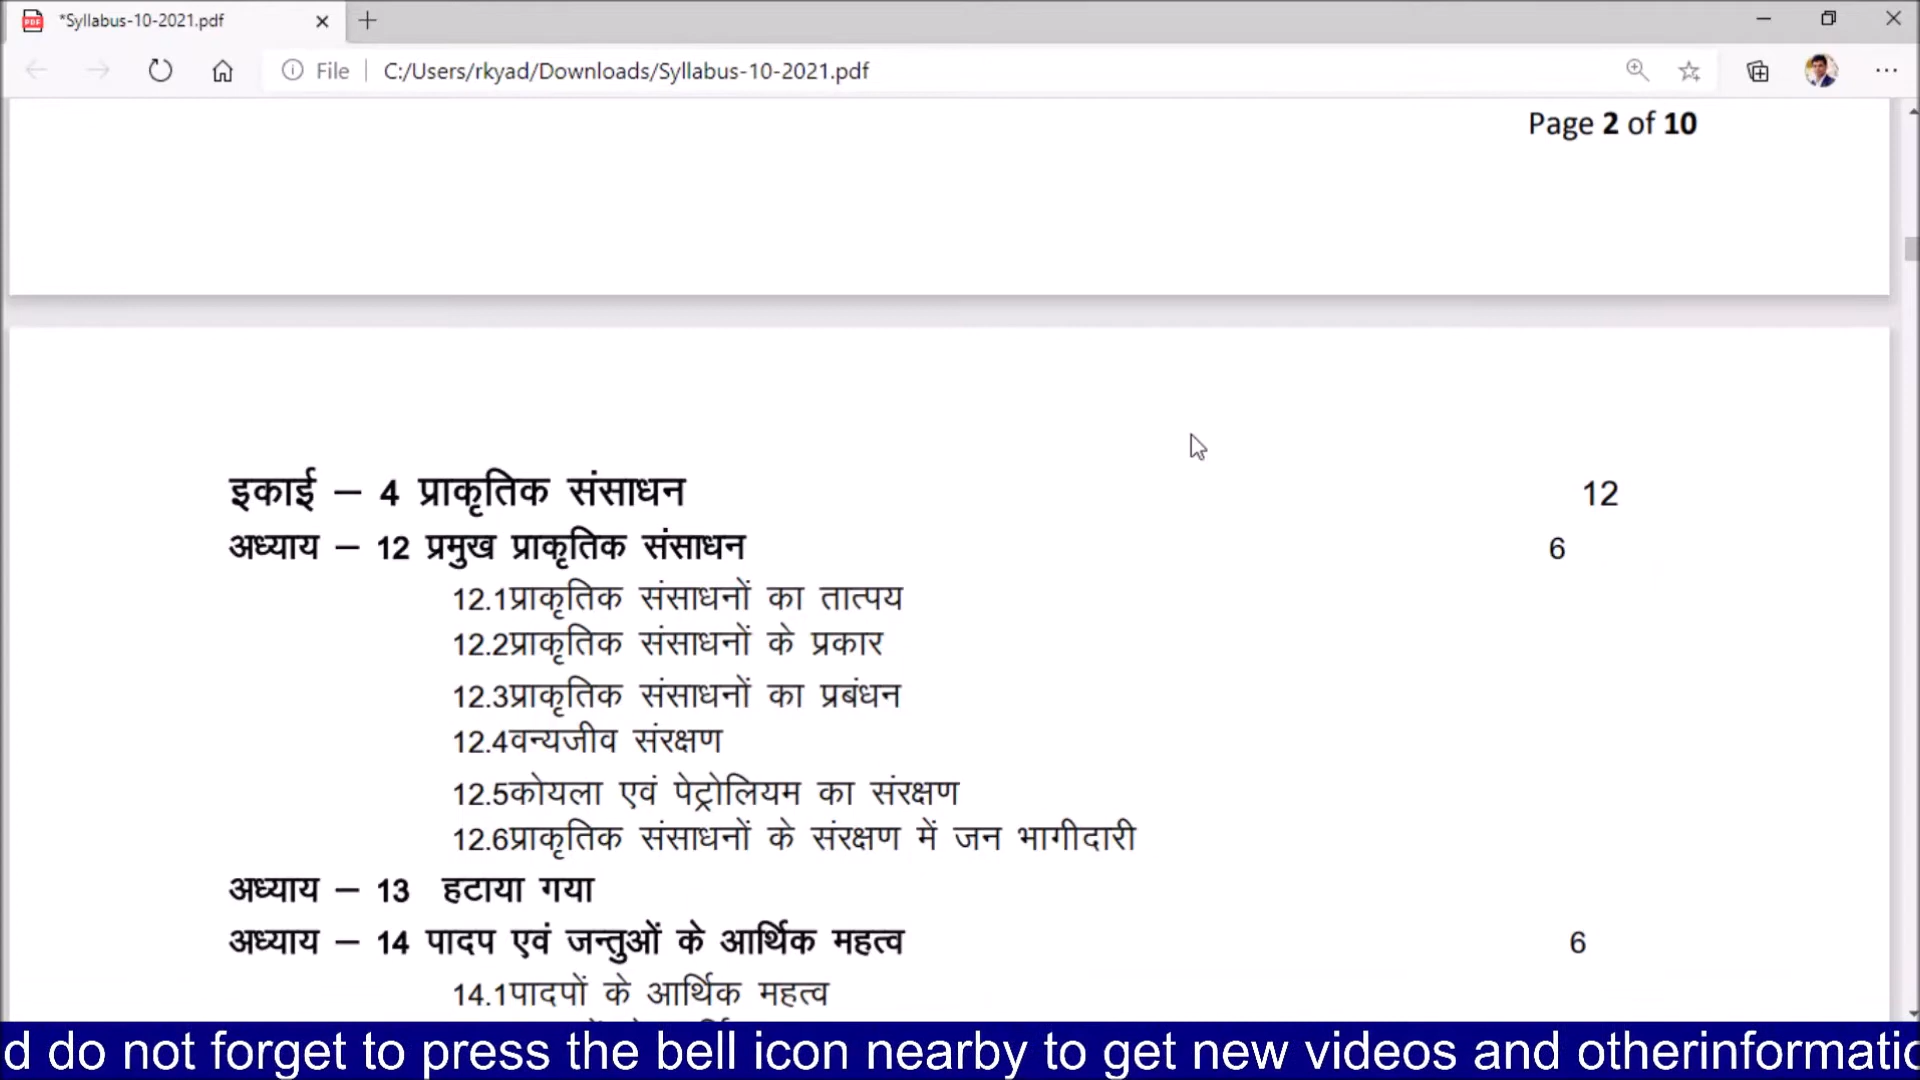 *Syllabus-10-2021.pdf
File
C:/Users/rkyad/Downloads/Syllabus-10-2021.pdf
Page 2 of 10
इकाई – 4 प्राकृतिक संसाधन 12
अध्याय – 12 प्रमुख प्राकृतिक संसाधन 6
12.1प्राकृतिक संसाधनों का तात्पय
12.2प्राकृतिक संसाधनों के प्रकार
12.3प्राकृतिक संसाधनों का प्रबंधन
12.4वन्यजीव संरक्षण
12.5कोयला एवं पेट्रोलियम का संरक्षण
12.6प्राकृतिक संसाधनों के संरक्षण में जन भागीदारी
अध्याय – 13 हटाया गया
अध्याय – 14 पादप एवं जन्तुओं के आर्थिक महत्व 6
14.1पादपों के आर्थिक महत्व
d do not forget to press the bell icon nearby to get new videos and otherinformatio